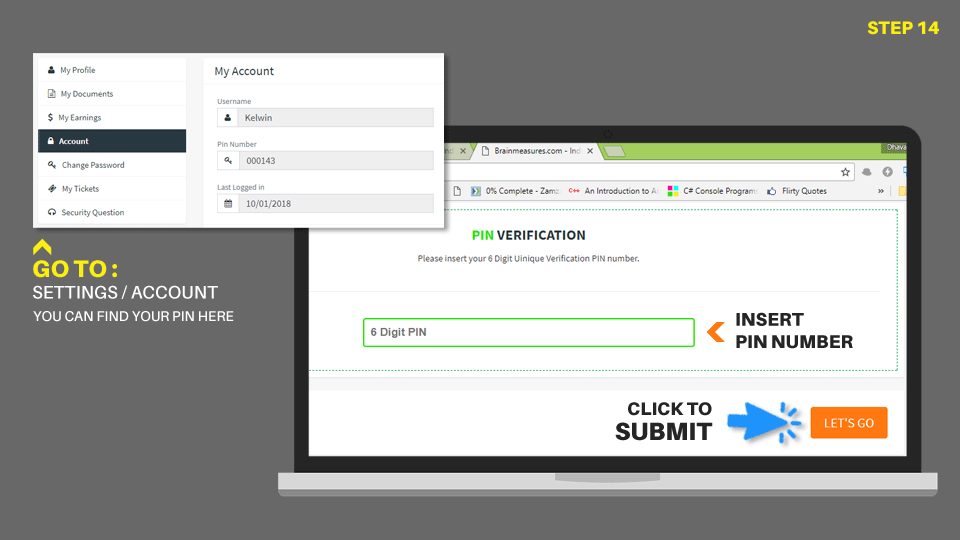 STEP 14
My Profile
My Documents
My Earnings
Account
Change Password
My Tickets
Security Question
My Account
Username
Kelwin
Pin Number
000143
Last Logged in
10/01/2018
GO TO :
SETTINGS / ACCOUNT
YOU CAN FIND YOUR PIN HERE
Brainmeasures.com - Ind
Dhava
0% Complete - Zamz
C++ An Introduction to A
C# Console Program
Flirty Quotes
»
PIN VERIFICATION
Please insert your 6 Digit Uinique Verification PIN number.
6 Digit PIN
INSERT
PIN NUMBER
CLICK TO
SUBMIT
LET'S GO